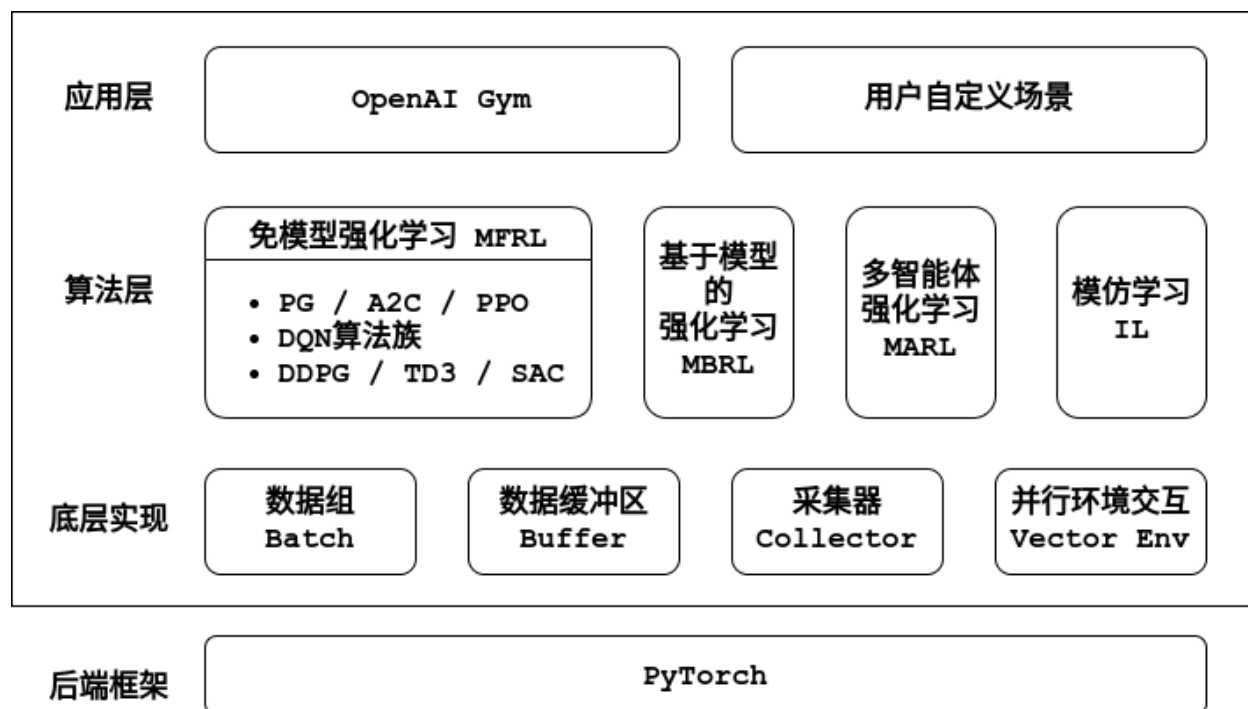 应用层
OpenAI Gym
用户自定义场景
算法层
免模型强化学习 MFRL
• PG / A2C / PPO
• DQN算法族
• DDPG / TD3 / SAC
基于模型
的
强化学习
MBRL
多智能体
强化学习
MARL
模仿学习
IL
底层实现
数据组
Batch
数据缓冲区
Buffer
采集器
Collector
并行环境交互
Vector Env
后端框架
PyTorch